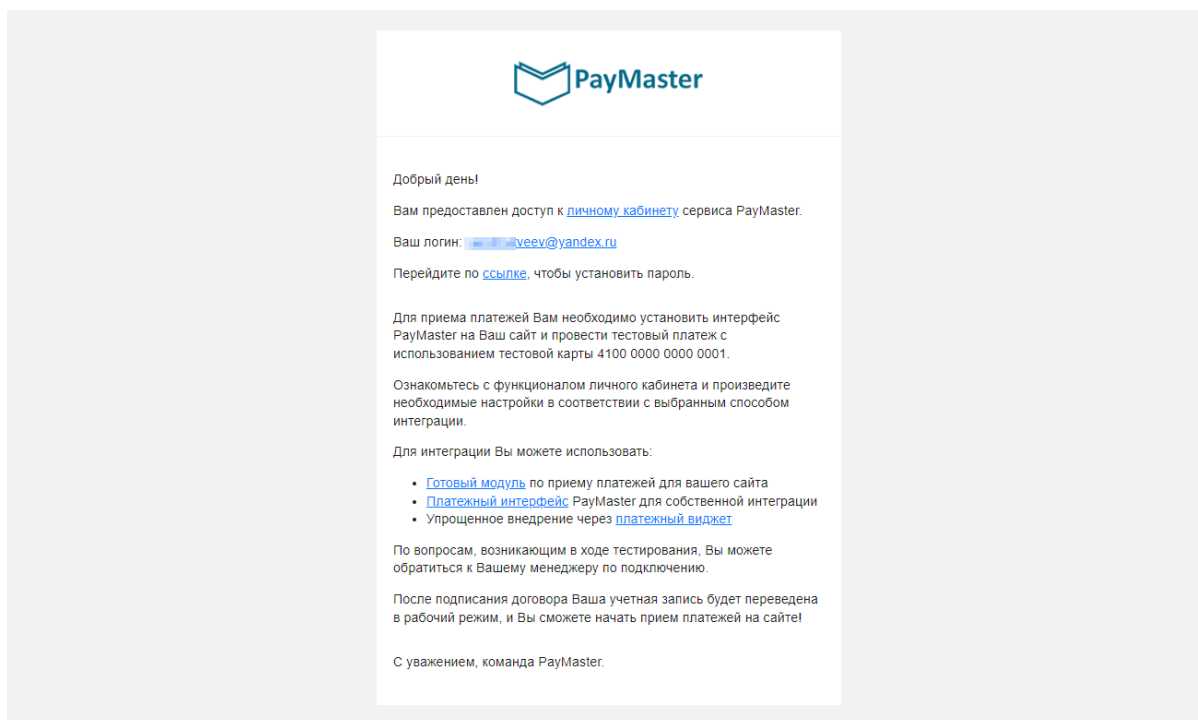 PayMaster
Добрый день!
Вам предоставлен доступ к личному кабинету сервиса PayMaster.
Ваш логин: veev@yandex.ru
Перейдите по ссылке, чтобы установить пароль.
Для приема платежей Вам необходимо установить интерфейс
PayMaster на Ваш сайт и провести тестовый платеж с
использованием тестовой карты 4100 0000 0000 0001.
Ознакомьтесь с функционалом личного кабинета и произведите
необходимые настройки в соответствии с выбранным способом
интеграции.
Для интеграции Вы можете использовать:
• Готовый модуль по приему платежей для вашего сайта
• Платежный интерфейс PayMaster для собственной интеграции
• Упрощенное внедрение через платежный виджет
По вопросам, возникающим в ходе тестирования, Вы можете
обратиться к Вашему менеджеру по подключению.
После подписания договора Ваша учетная запись будет переведена
в рабочий режим, и Вы сможете начать прием платежей на сайте!
С уважением, команда PayMaster.